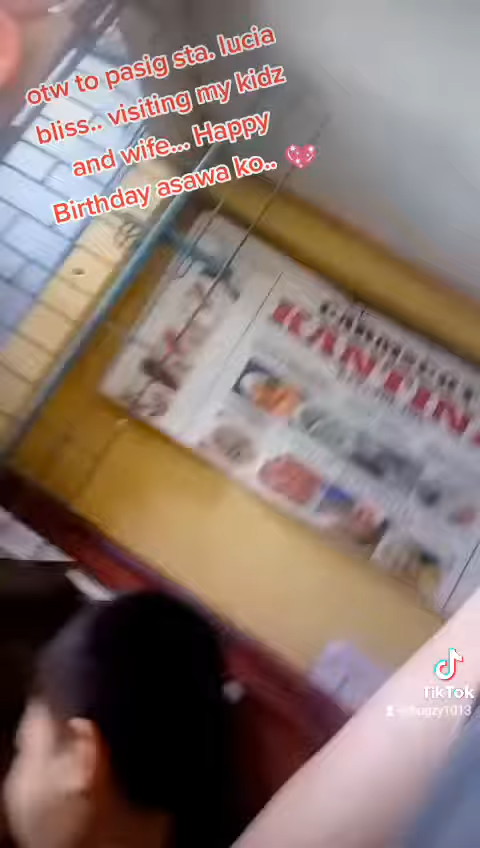 otw to pasig sta. lucia
bliss.. visiting my kidz
and wife... Happy
Birthday asawa ko.. 💖
KANTIN
TikTok